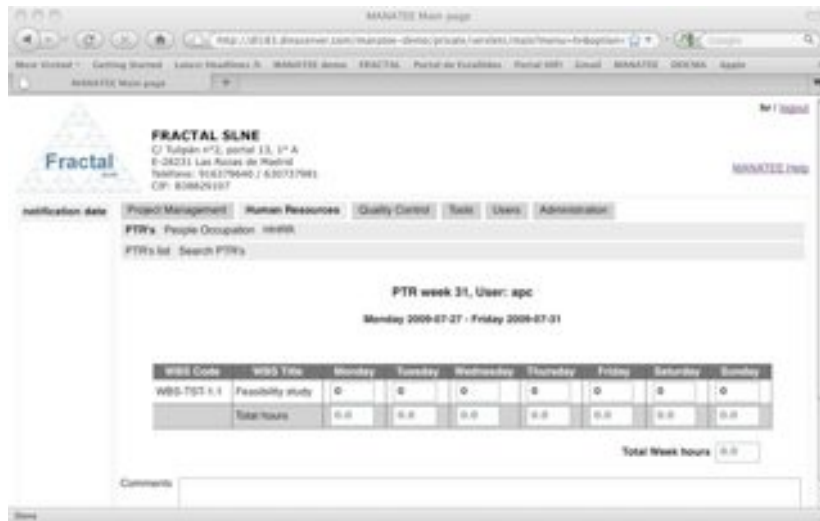 MANATEE Main page
Most Visited Getting Started Latest Headlines MANATEE demo FRACTAL Portal de Gmail MANATEE Apple
MANATEE Main page
logout
Fractal
FRACTAL SLNE
C/ Tulipán nº2, portal 13, 1º A
E-28231 Las Rozas de Madrid
Teléfono: 916379640 / 630737981
CIF: B38829107
MANATEE Help
notification date
Project Management Human Resources Quality Control Tools Users Administration
PTR's People Occupation HHRR
PTR's list Search PTR's
PTR week 31, User: apc
Monday 2009-07-27 - Friday 2009-07-31
WBS Code WBS Title Monday Tuesday Wednesday Thursday Friday Saturday Sunday
WBS-TST-1.1 Feasibility study 0 0 0 0 0 0 0
Total hours 0.0 0.0 0.0 0.0 0.0 0.0 0.0
Total Week hours 0.0
Comments
Done